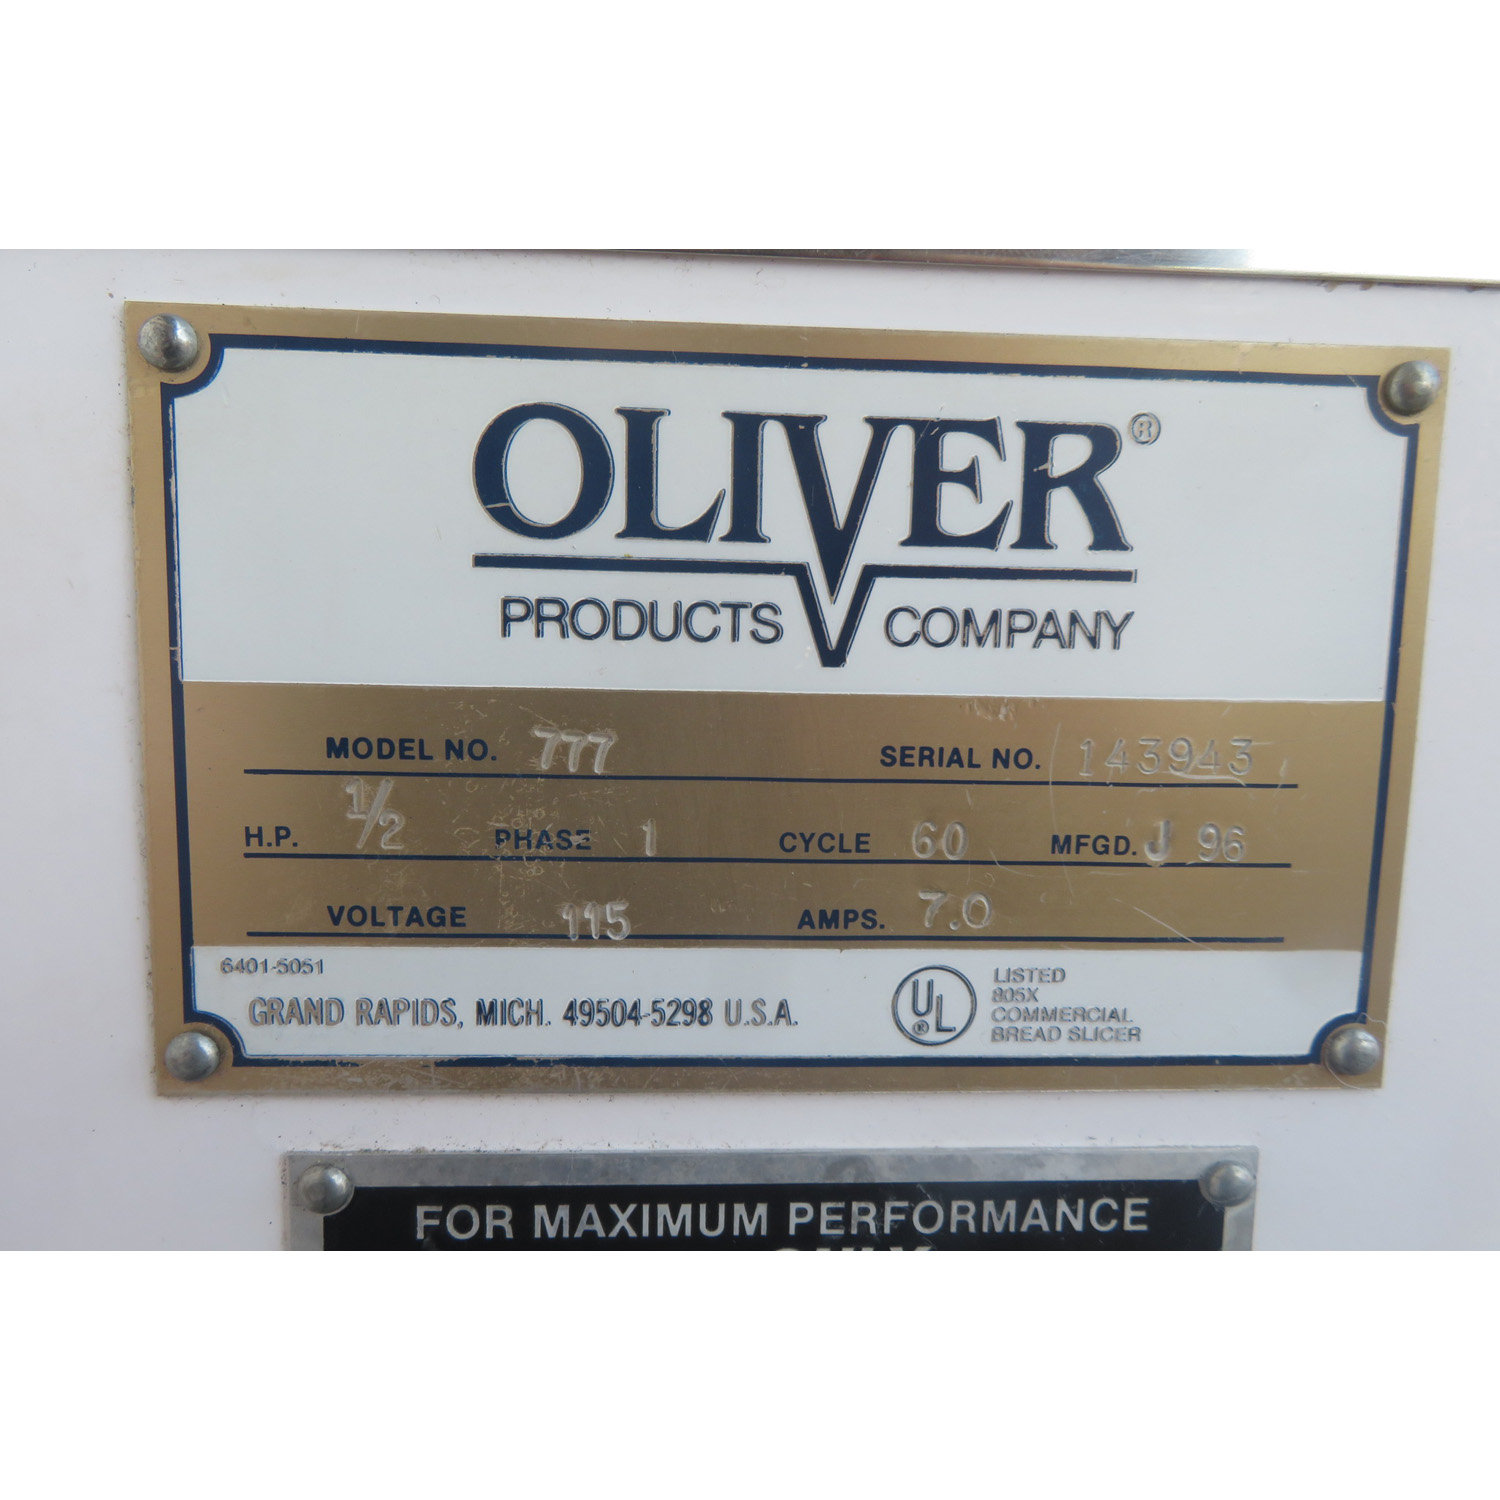 OLIVER®
PRODUCTS COMPANY
MODEL NO. 777 SERIAL NO. 143943
H.P. 1/2 PHASE 1 CYCLE 60 MFGD. J 96
VOLTAGE 115 AMPS. 7.0
6401-5051
GRAND RAPIDS, MICH. 49504-5298 U.S.A.
UL®
LISTED
805X
COMMERCIAL
BREAD SLICER
FOR MAXIMUM PERFORMANCE